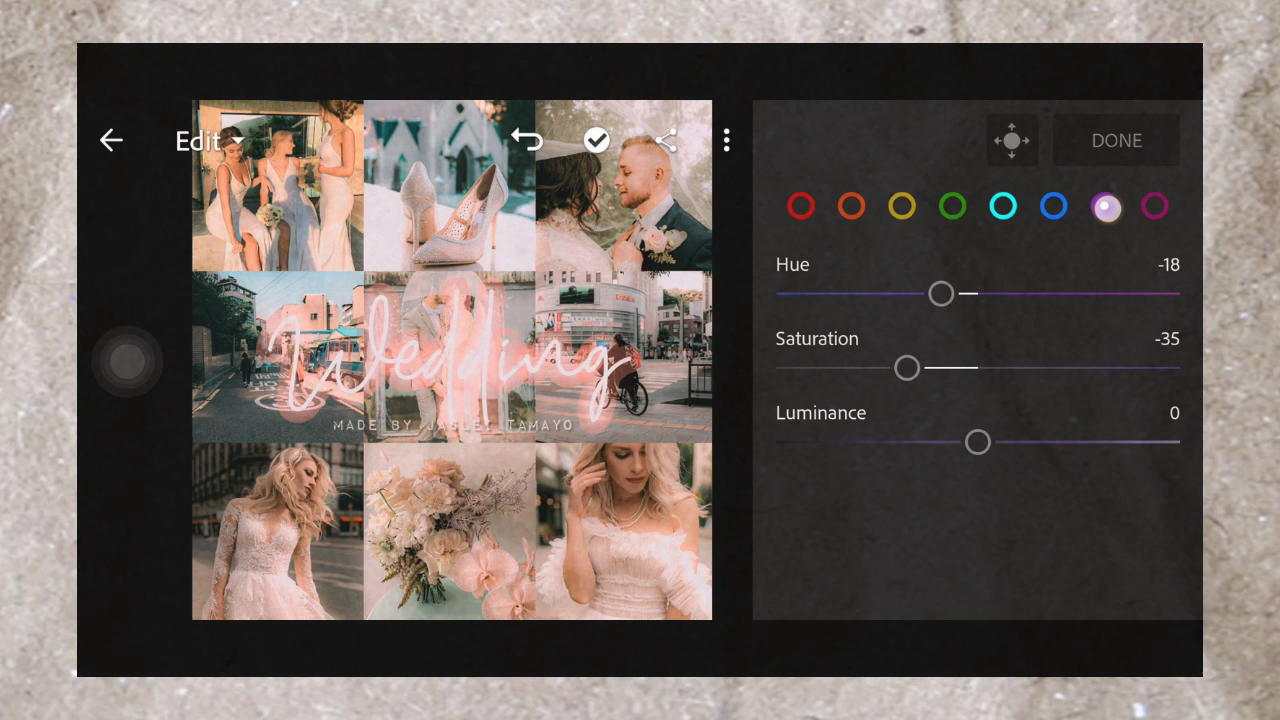 Edit
DONE
Hue
-18
Saturation
-35
Luminance
0
Wedding
MADE BY JASLEY TAMAYO